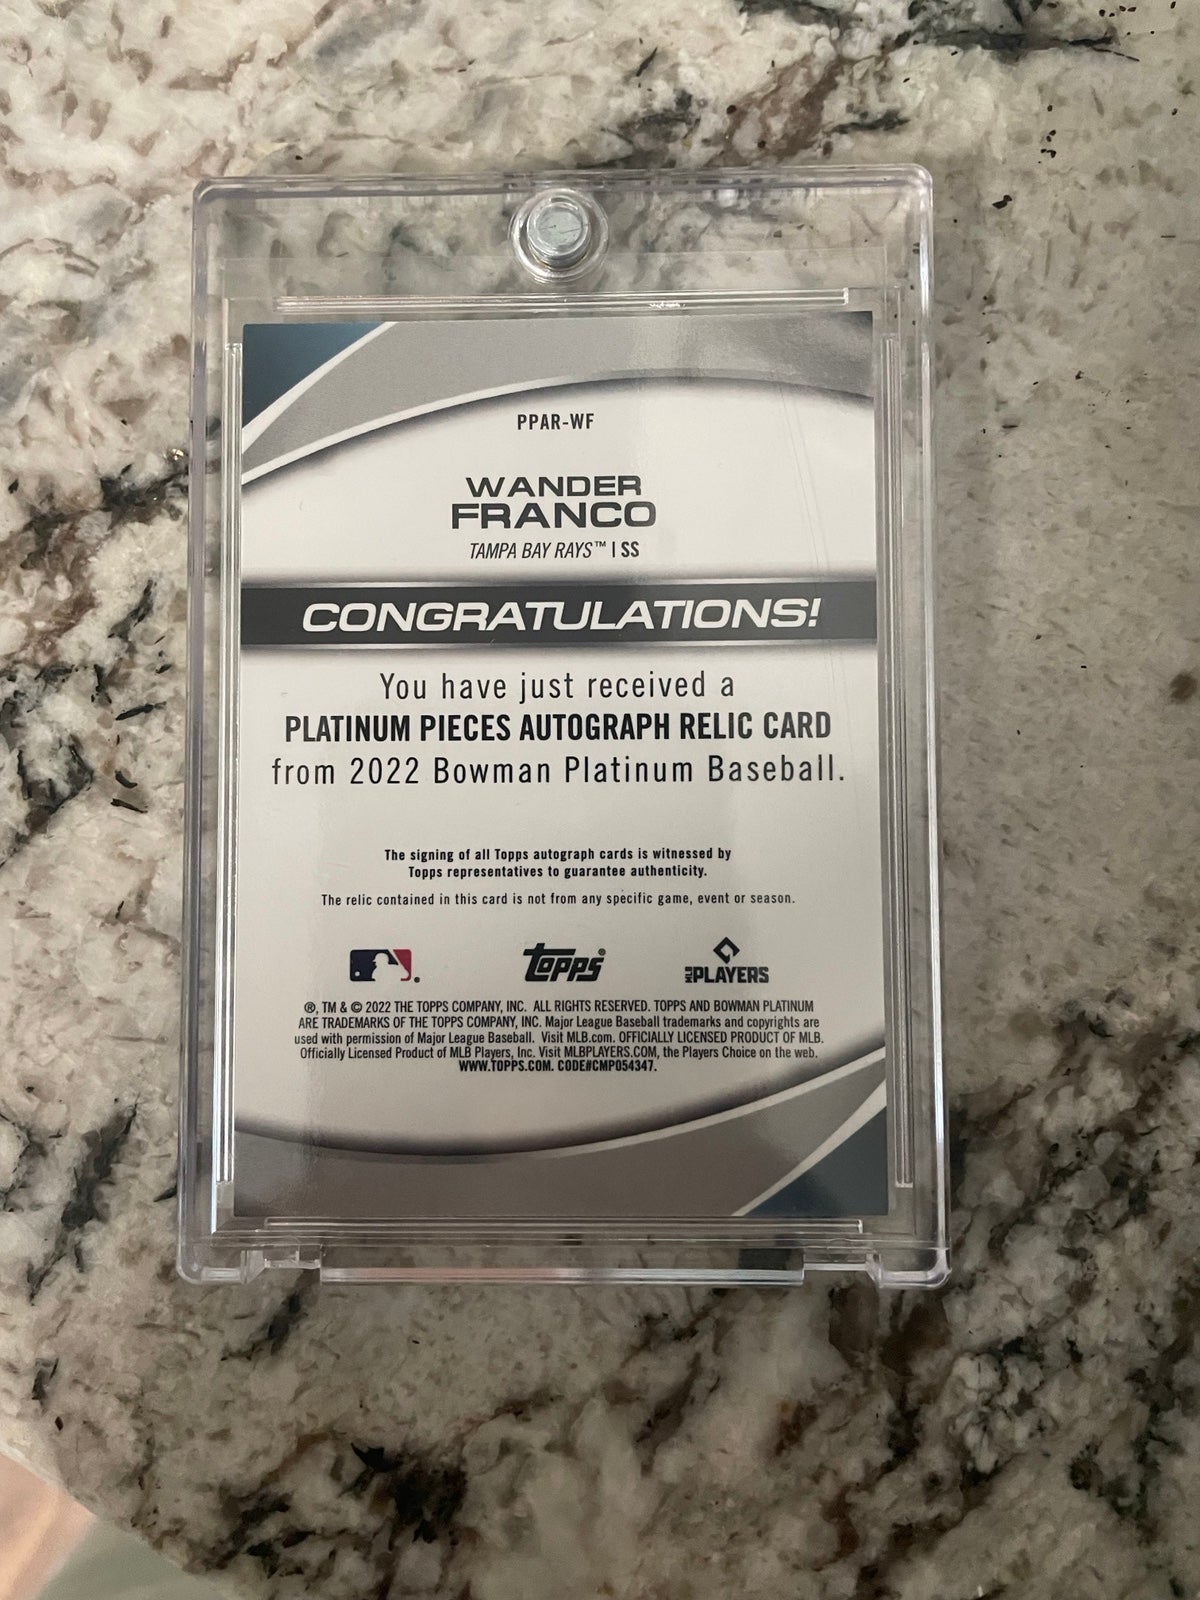 PPAR-WF
WANDER
FRANCO
TAMPA BAY RAYS™ | SS
CONGRATULATIONS!
You have just received a
PLATINUM PIECES AUTOGRAPH RELIC CARD
from 2022 Bowman Platinum Baseball.
The signing of all Topps autograph cards is witnessed by
Topps representatives to guarantee authenticity.
The relic contained in this card is not from any specific game, event or season.
Topps®
MLB PLAYERS
®, TM & © 2022 THE TOPPS COMPANY, INC. ALL RIGHTS RESERVED. TOPPS AND BOWMAN PLATINUM
ARE TRADEMARKS OF THE TOPPS COMPANY, INC. Major League Baseball trademarks and copyrights are
used with permission of Major League Baseball. Visit MLB.com. OFFICIALLY LICENSED PRODUCT OF MLB.
Officially Licensed Product of MLB Players, Inc. Visit MLBPLAYERS.COM, the Players Choice on the web.
WWW.TOPPS.COM. CODE#CMP054347.